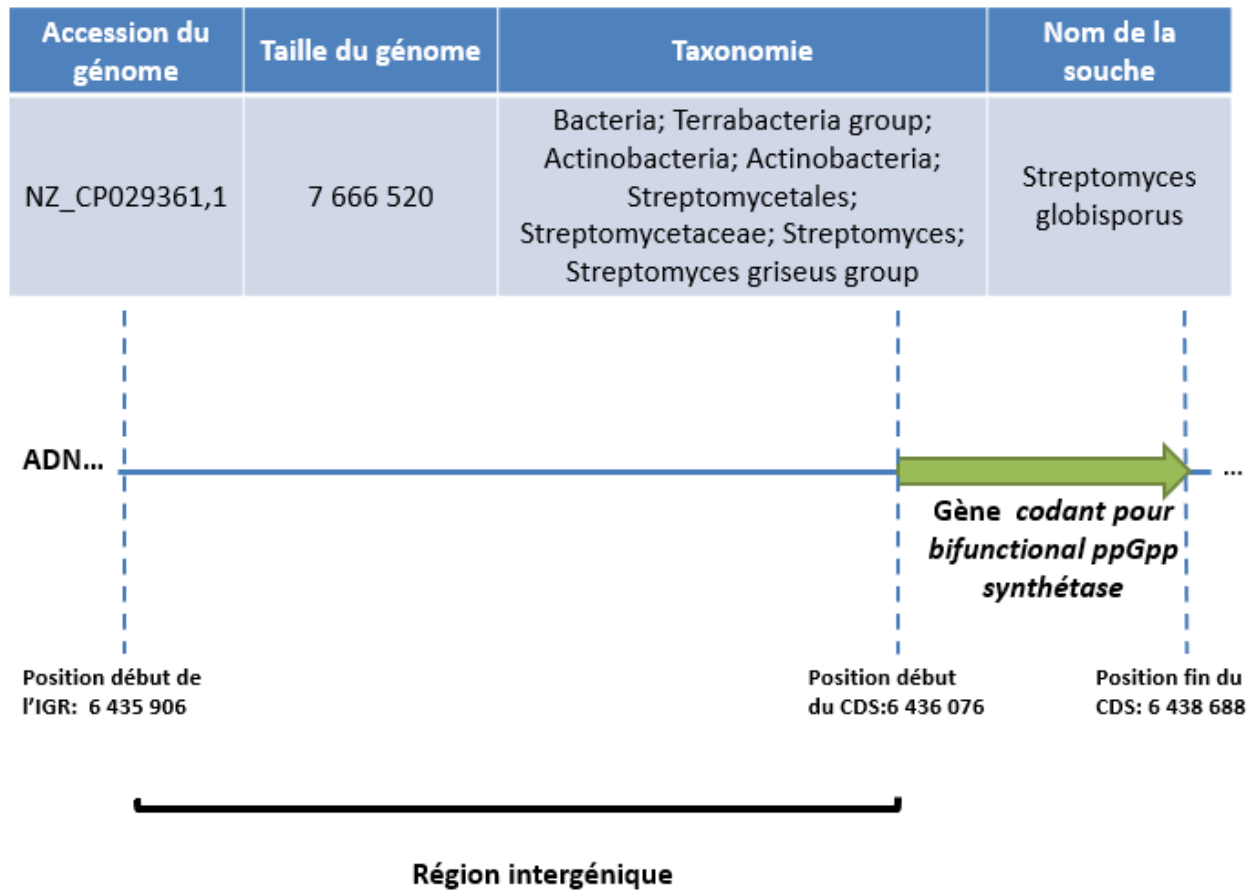 Accession du
génome
Taille du génome
Taxonomie
Nom de la
souche
NZ_CP029361,1
7 666 520
Bacteria; Terrabacteria group;
Actinobacteria; Actinobacteria;
Streptomycetales;
Streptomycetaceae; Streptomyces;
Streptomyces griseus group
Streptomyces
globisporus
ADN...
...
Gène codant pour
bifunctional ppGpp
synthétase
Position début de
l'IGR: 6 435 906
Position début
du CDS:6 436 076
Position fin du
CDS: 6 438 688
Région intergénique